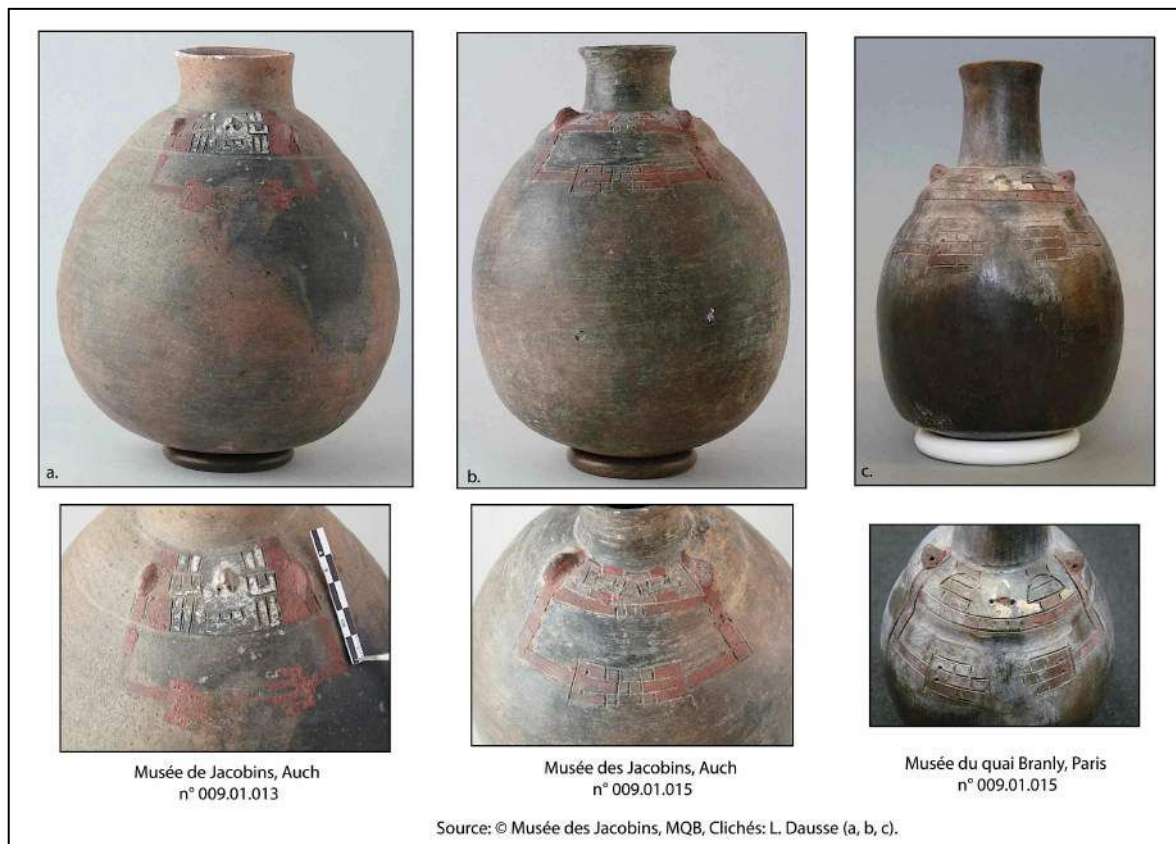 a.
b.
c.
Musée de Jacobins, Auch
n° 009.01.013
Musée des Jacobins, Auch
n° 009.01.015
Musée du quai Branly, Paris
n° 009.01.015
Source: © Musée des Jacobins, MQB, Clichés: L. Dausse (a, b, c).